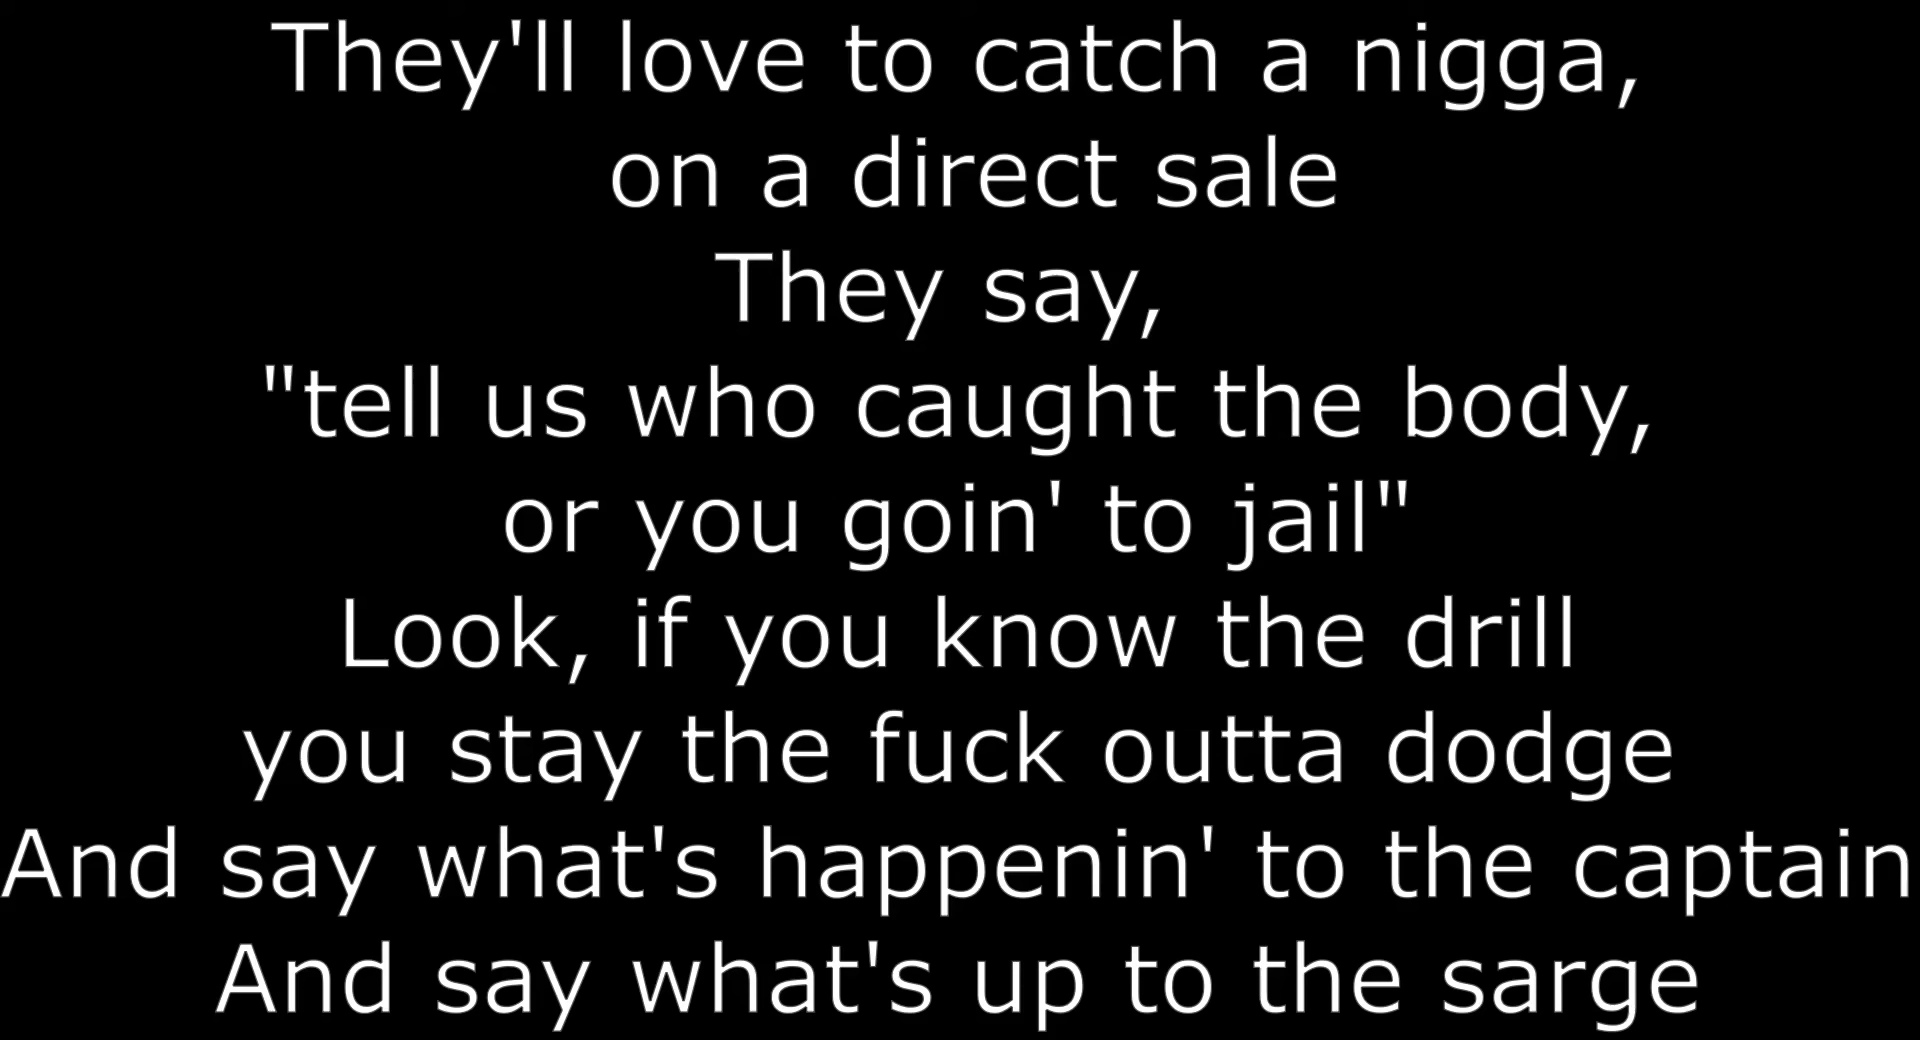 They'll love to catch a nigga,
on a direct sale
They say,
"tell us who caught the body,
or you goin' to jail"
Look, if you know the drill
you stay the fuck outta dodge
And say what's happenin' to the captain
And say what's up to the sarge